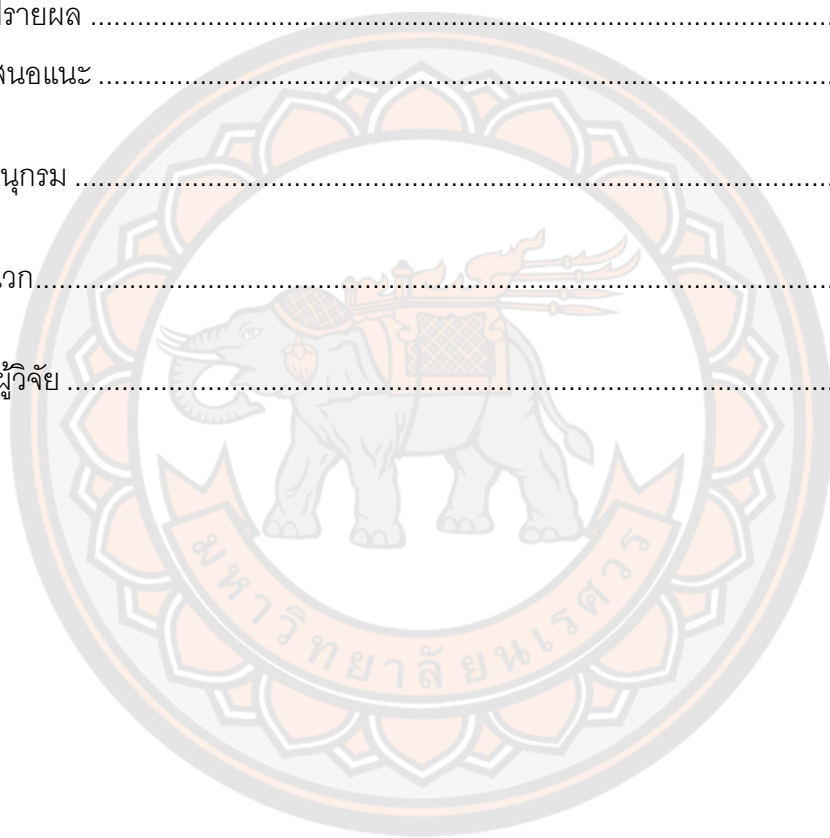 ปรายผล ........................................................................................................
สนอแนะ ........................................................................................................
นุกรม ........................................................................................................
นวก........................................................................................................
ผู้วิจัย ........................................................................................................
มหาวิทยาลัยนเรศวร